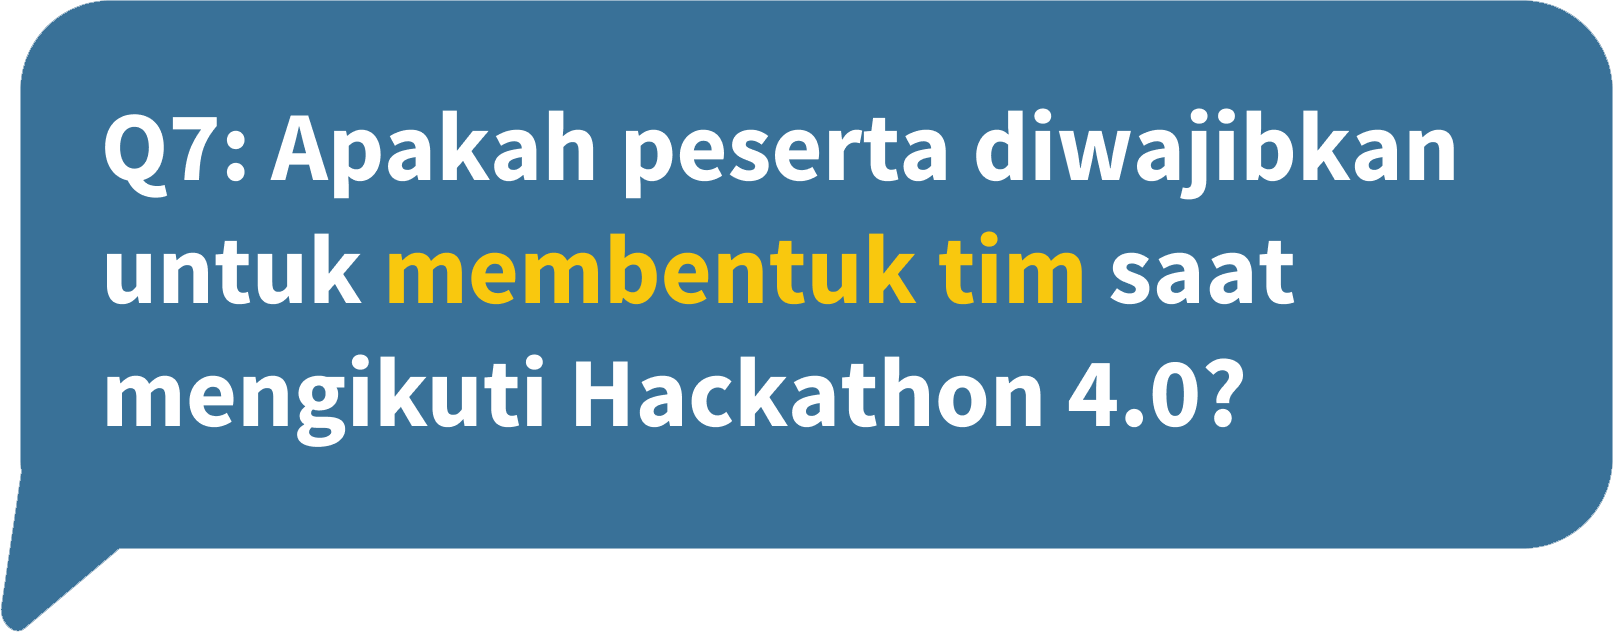 Q7: Apakah peserta diwajibkan
untuk membentuk tim saat
mengikuti Hackathon 4.0?